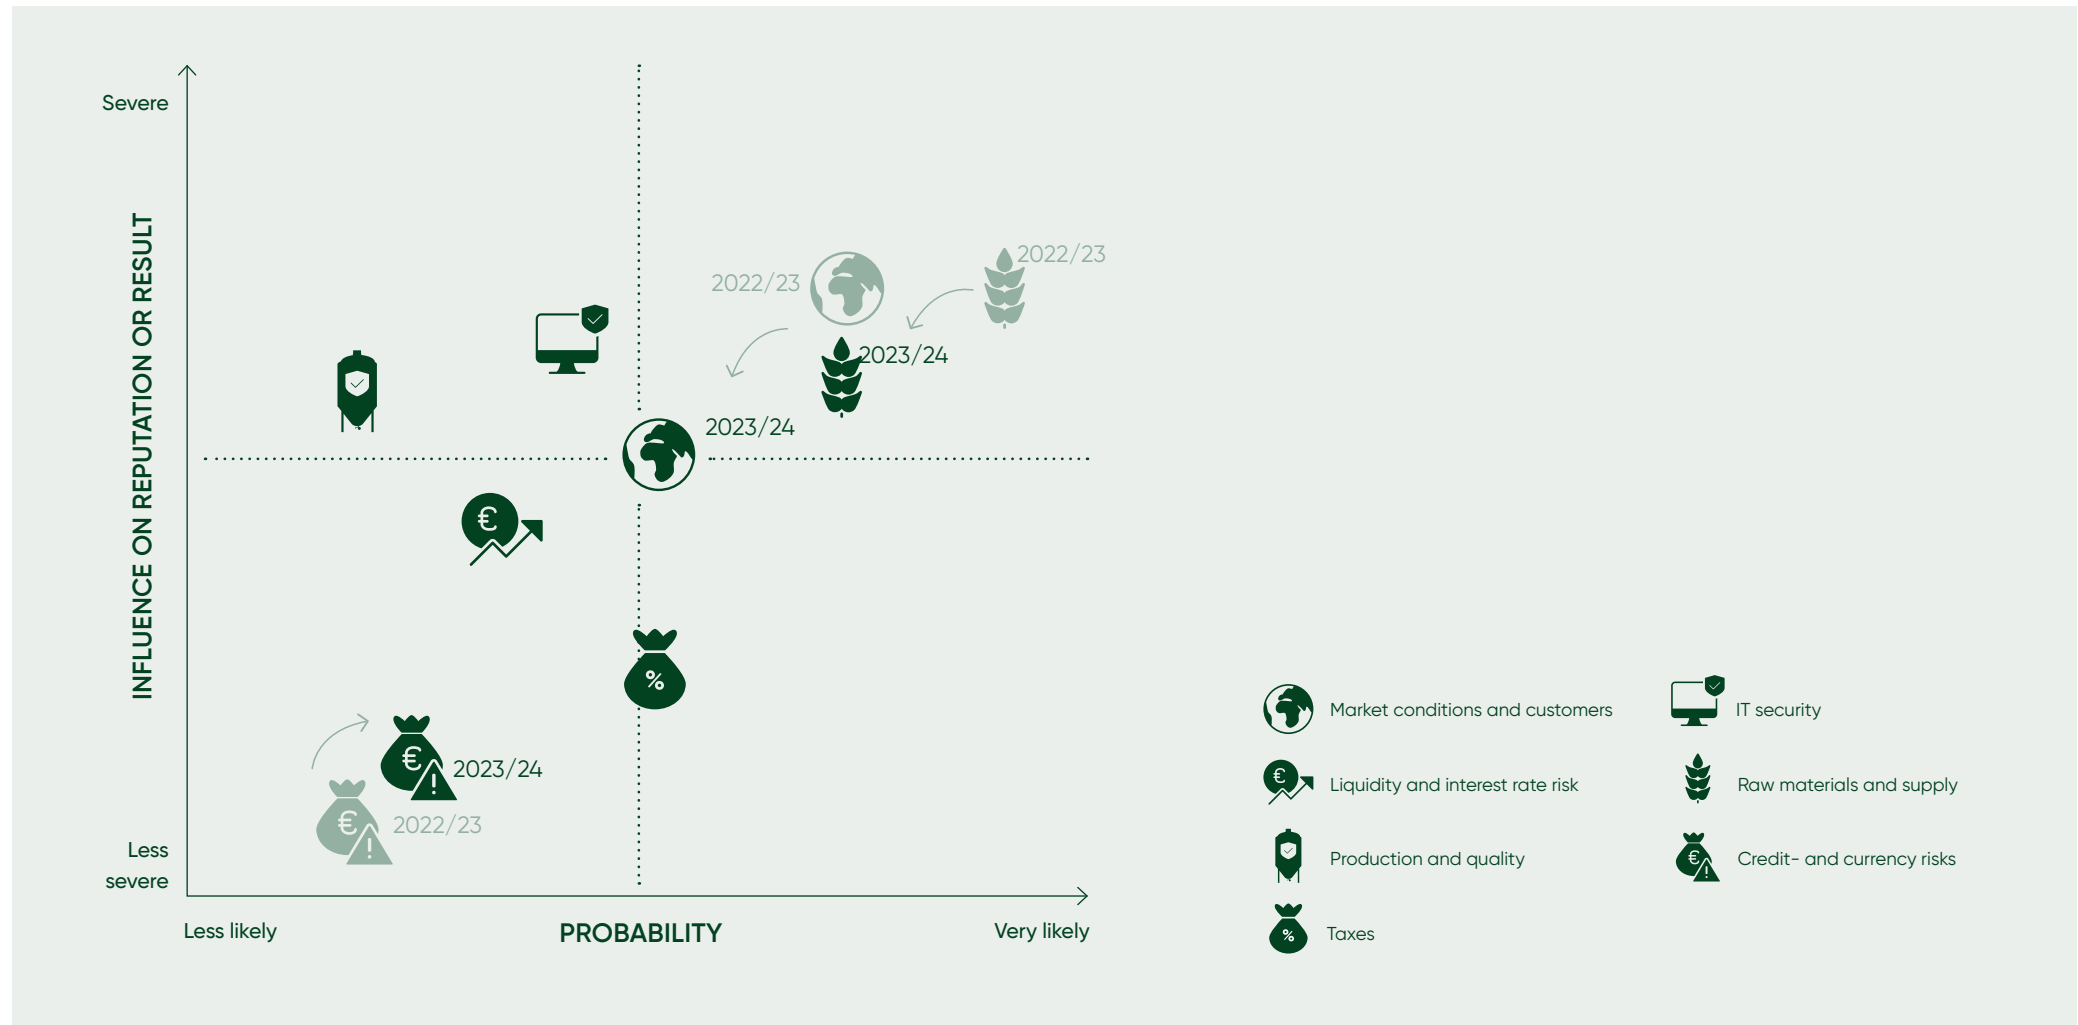 Severe
INFLUENCE ON REPUTATION OR RESULT
2022/23
2022/23
2023/24
2023/24
€
%
€
2023/24
€
2022/23
Less
severe
Less likely
PROBABILITY
Very likely
Market conditions and customers
IT security
€
Liquidity and interest rate risk
Raw materials and supply
Production and quality
€
Credit- and currency risks
%
Taxes